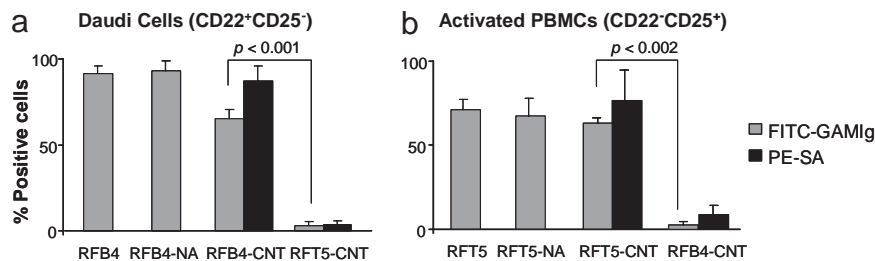 a
Daudi Cells (CD22⁺CD25⁻)
p < 0.001
% Positive cells
100
50
0
RFB4 RFB4-NA RFB4-CNT RFT5-CNT
b
Activated PBMCs (CD22⁻CD25⁺)
p < 0.002
100
50
0
RFT5 RFT5-NA RFT5-CNT RFB4-CNT
FITC-GAMIg
PE-SA